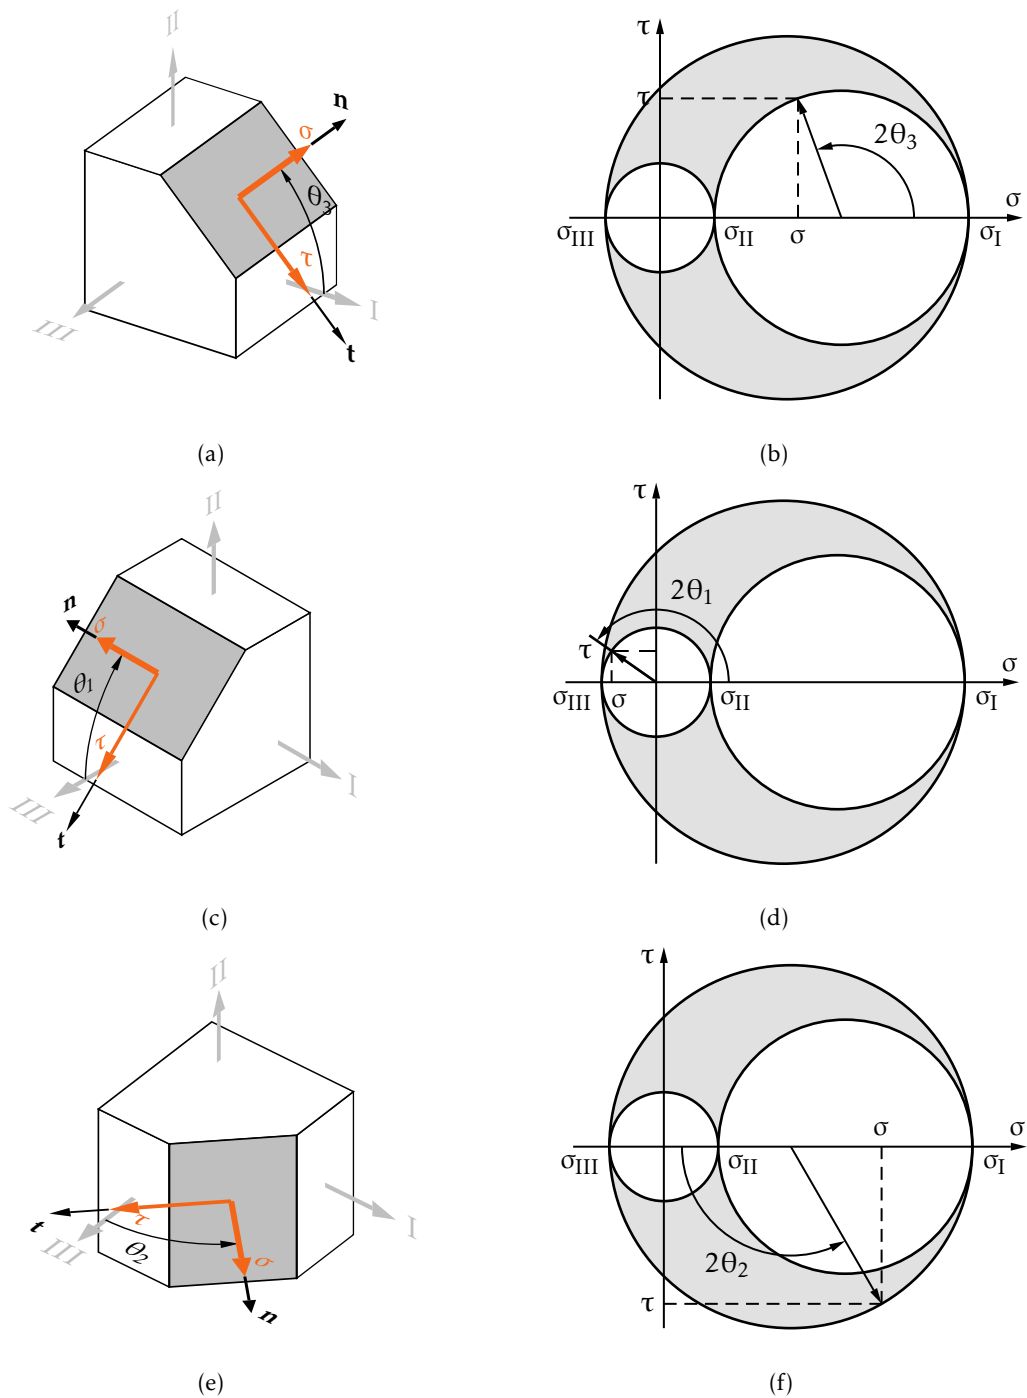 II
n
σ
θ3
τ
I
III
t
(a)
τ
τ
2θ3
σ
σIII
σII
σ
σI
(b)
II
n
σ
θ1
τ
III
I
t
(c)
τ
2θ1
τ
σ
σIII
σ
σII
σI
(d)
II
I
t
τ
III
θ2
σ
n
(e)
τ
σ
σ
σIII
σII
σI
2θ2
τ
(f)